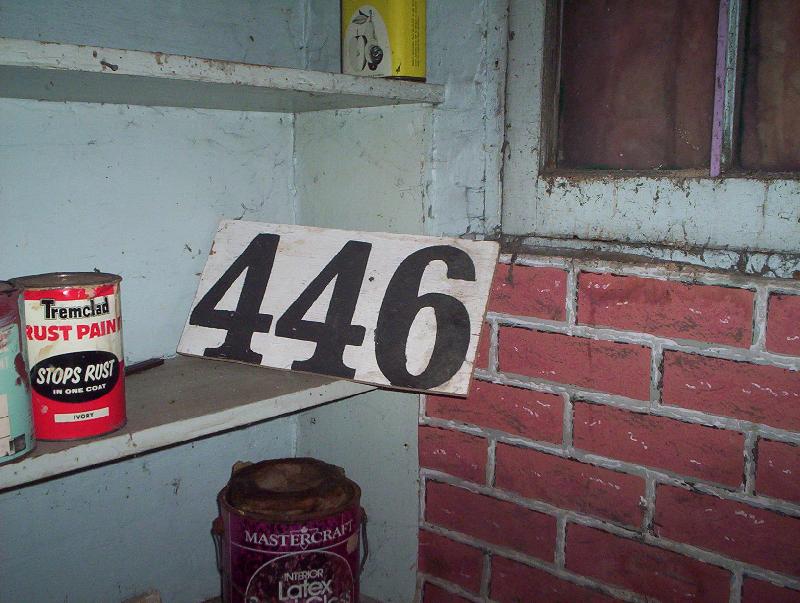 446
Tremclad
RUST PAINT
STOPS RUST
IN ONE COAT
IVORY
MASTERCRAFT
INTERIOR
Latex